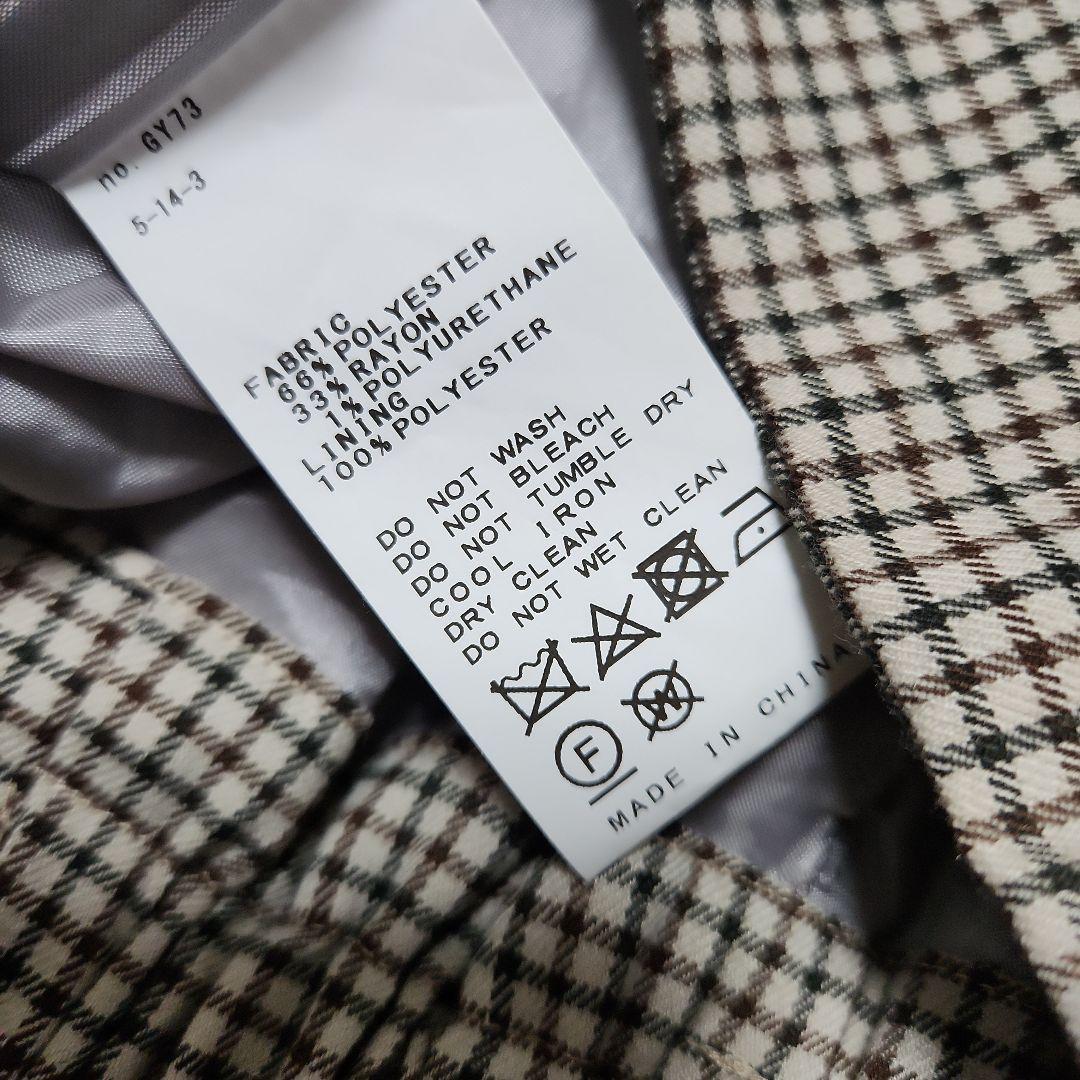 no. GY73
5-14-3
FABRIC
66% POLYESTER
33% RAYON
1% POLYURETHANE
LINING
100% POLYESTER
DO NOT WASH
DO NOT BLEACH
DO NOT TUMBLE DRY
COOL IRON
DRY CLEAN
DO NOT WET CLEAN
W
F
MADE IN CHINA